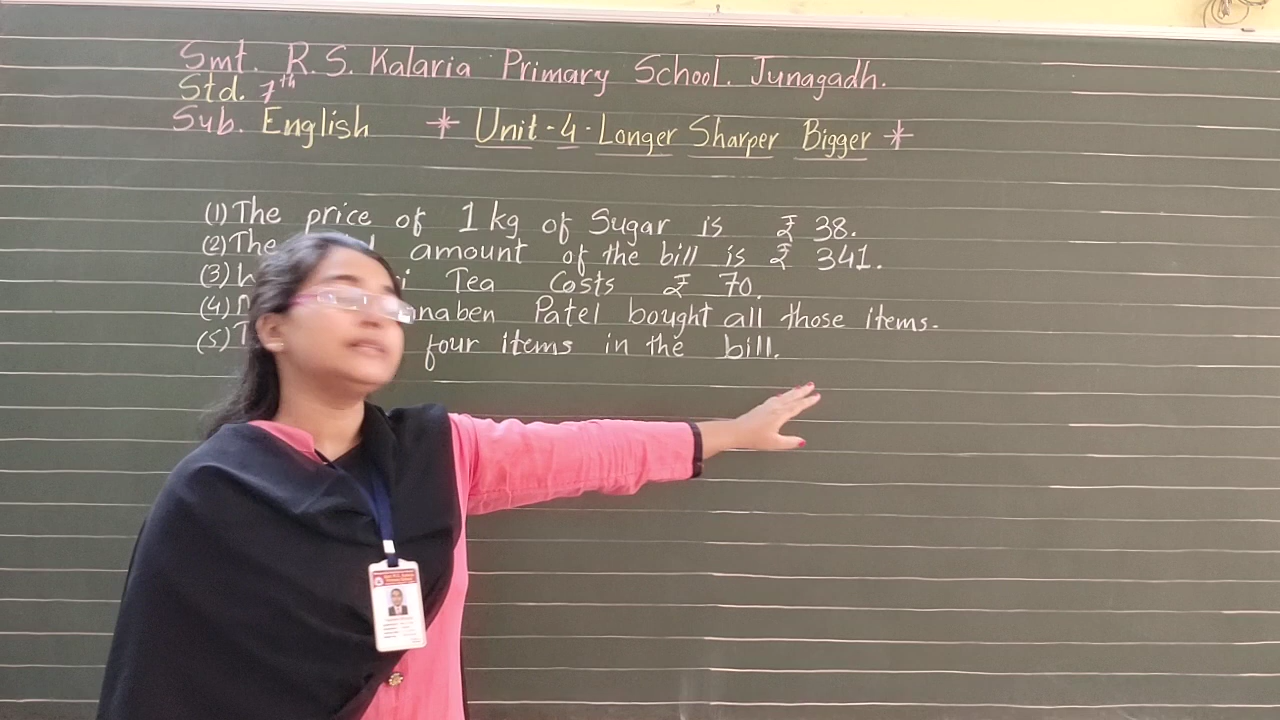 Smt. R.S. Kalaria Primary School. Junagadh.
Std. 7th
Sub. English * Unit-4. Longer Sharper Bigger *
(1) The price of 1 kg of Sugar is ₹ 38.
(2) The amount of the bill is ₹ 341.
(3) Tea Costs ₹ 70.
(4) Patel bought all those items.
(5) four items in the bill.